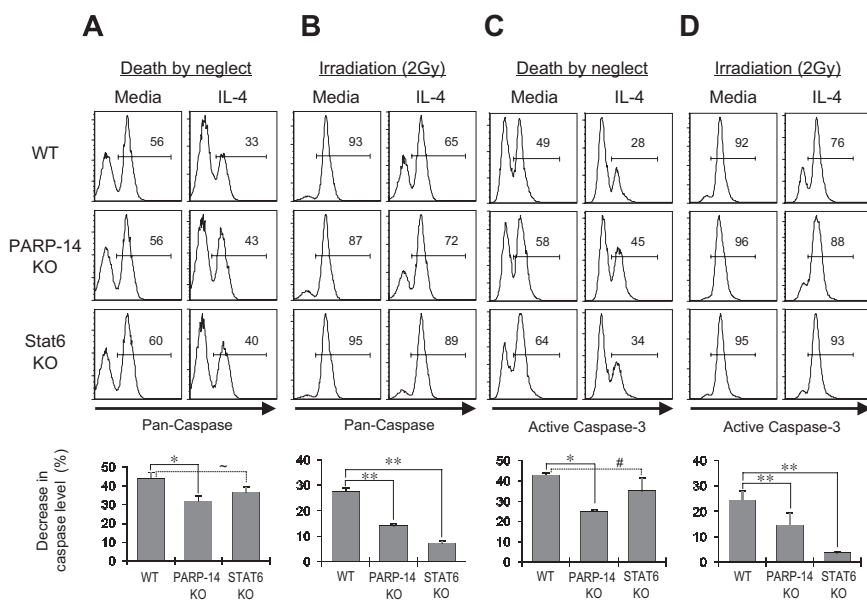 A B C D
Death by neglect Irradiation (2Gy) Death by neglect Irradiation (2Gy)
Media IL-4 Media IL-4 Media IL-4 Media IL-4
WT 56 33 93 65 49 28 92 76
PARP-14
KO
56 43 87 72 58 45 96 88
Stat6
KO
60 40 95 89 64 34 95 93
Pan-Caspase Pan-Caspase Active Caspase-3 Active Caspase-3
Decrease in
caspase level (%)
50
40
30
20
10
0
* ~
WT PARP-14 STAT6
KO KO
40
30
20
10
0
**
**
WT PARP-14 STAT6
KO KO
50
40
30
20
10
0
* #
WT PARP-14 STAT6
KO KO
40
30
20
10
0
**
**
WT PARP-14 STAT6
KO KO